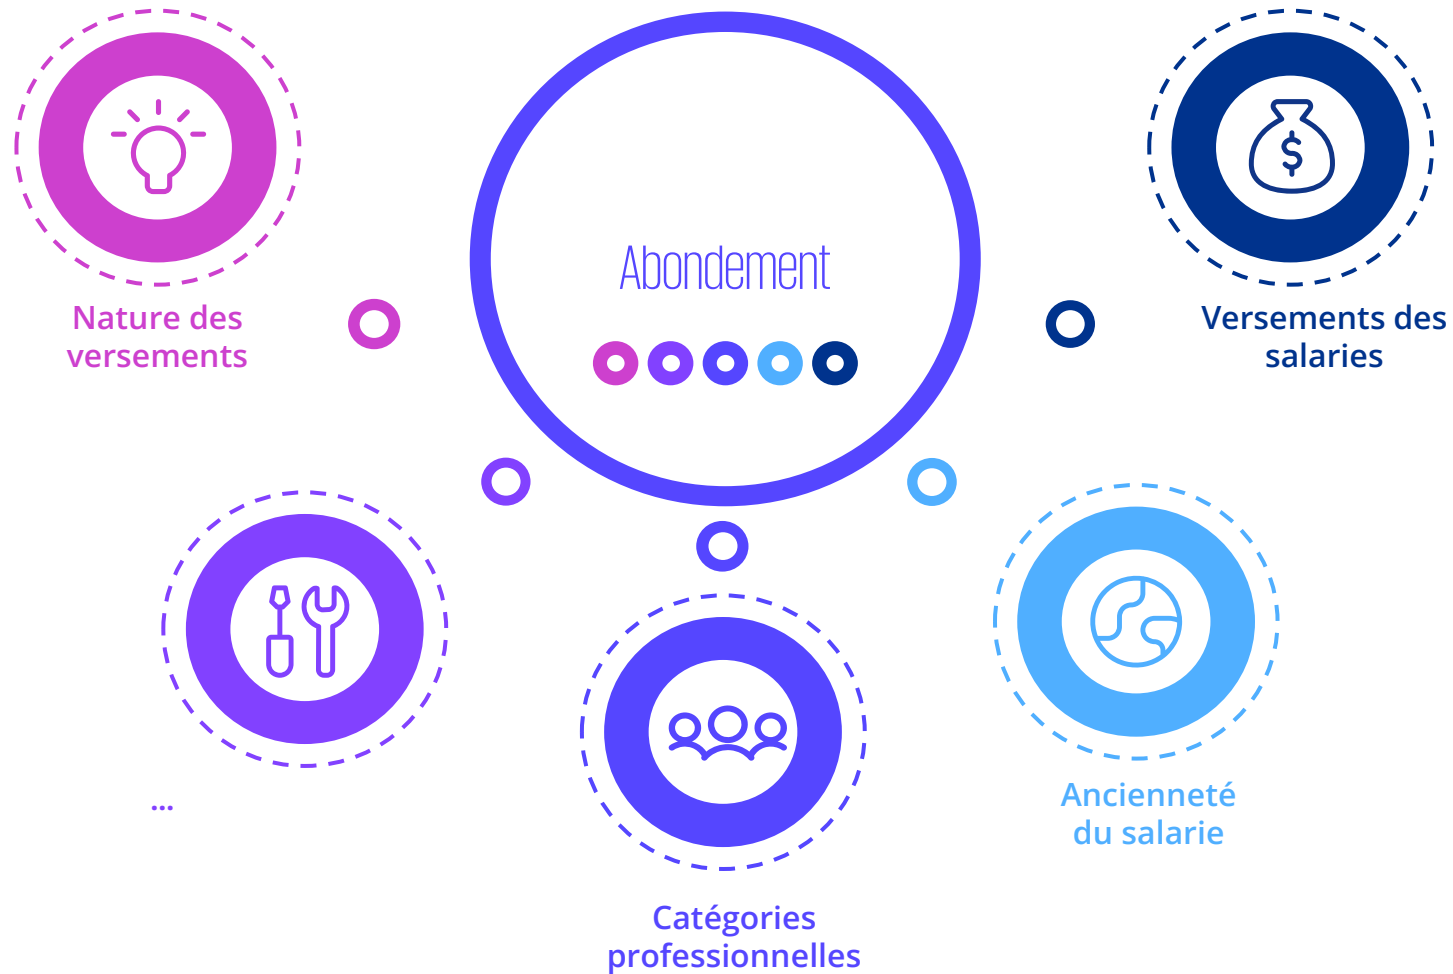 Abondement
Nature des
versements
Versements des
salaries
...
Ancienneté
du salarie
Catégories
professionnelles